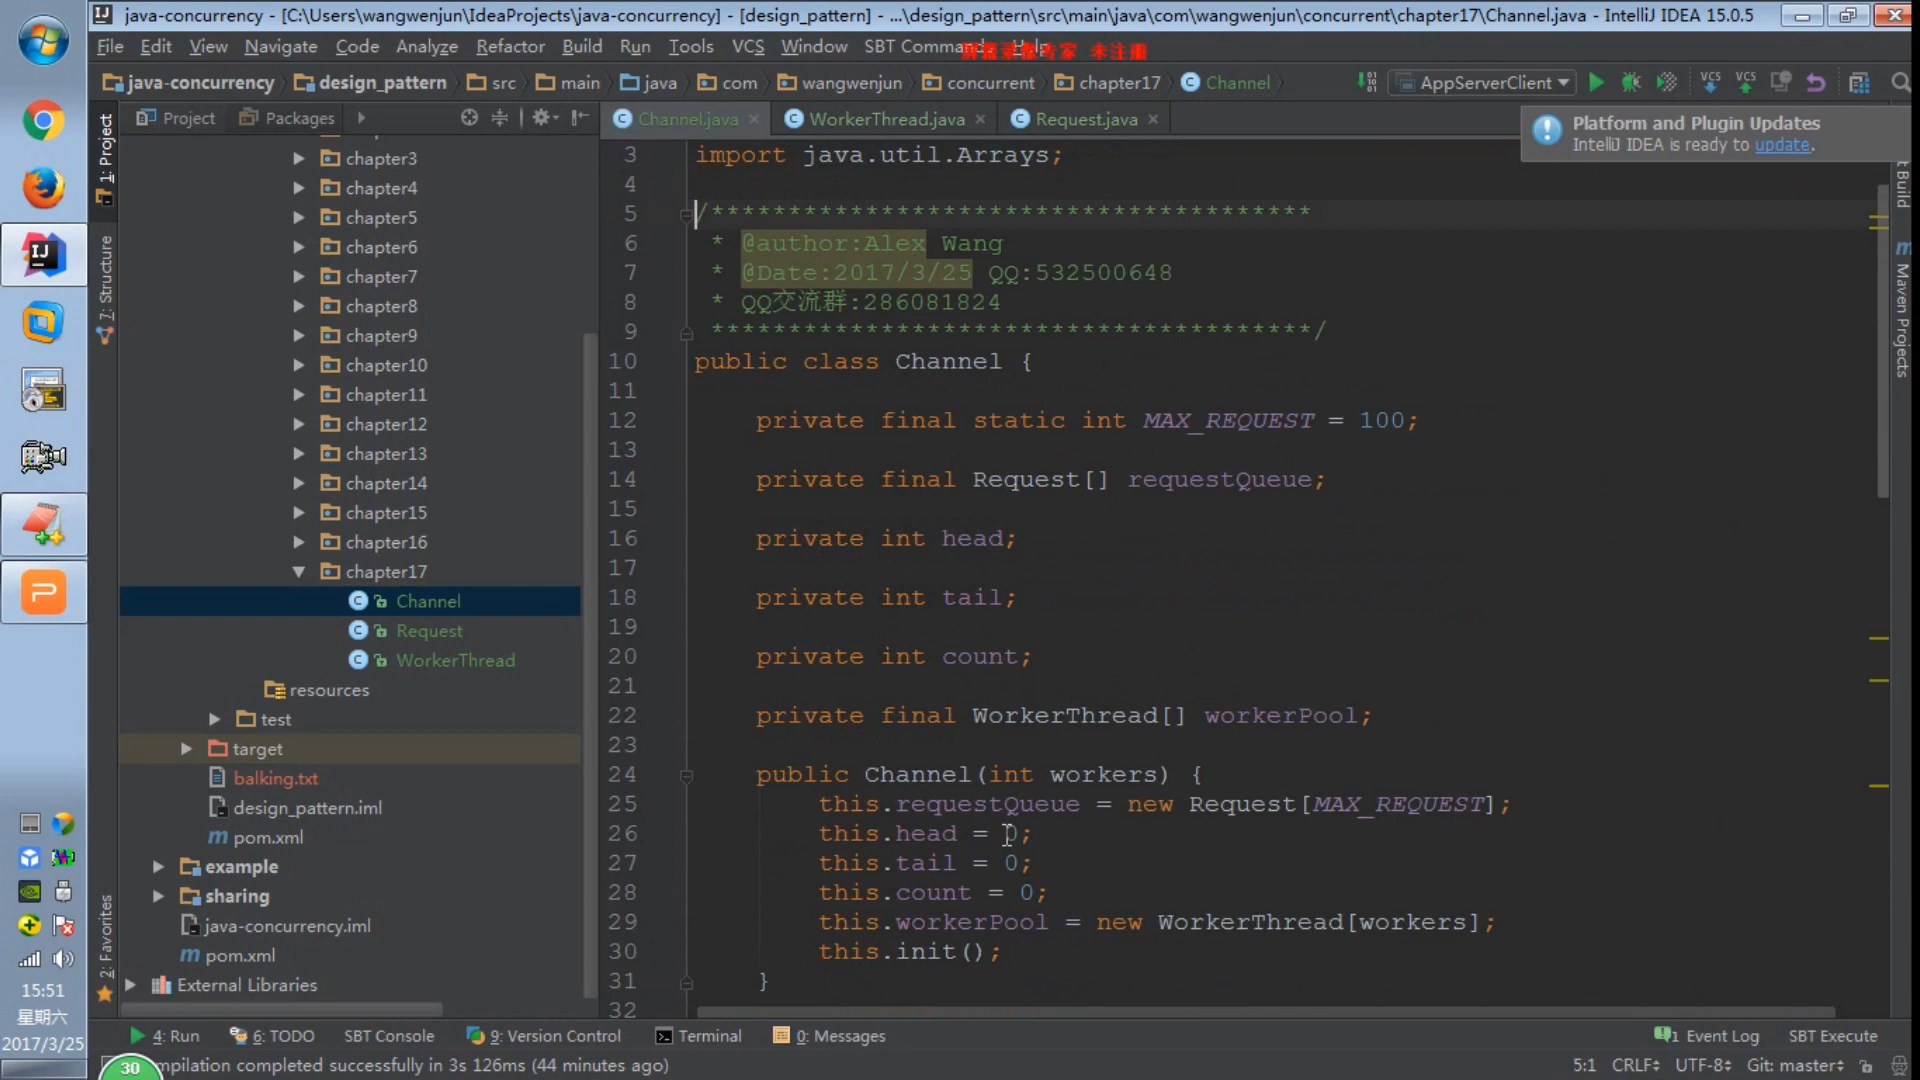 java-concurrency - [C:\Users\wangwenjun\IdeaProjects\java-concurrency] - [design_pattern] - ...\design_pattern\src\main\java\com\wangwenjun\concurrent\chapter17\Channel.java - IntelliJ IDEA 15.0.5
File Edit View Navigate Code Analyze Refactor Build Run Tools VCS Window SBT Command Help
屏幕录像专家 未注册
java-concurrency design_pattern src main java com wangwenjun concurrent chapter17 Channel AppServerClient
Project Packages Channel.java WorkerThread.java Request.java
Platform and Plugin Updates
IntelliJ IDEA is ready to update.
1: Project
7: Structure
2: Favorites
t Build
Maven Projects
chapter3
chapter4
chapter5
chapter6
chapter7
chapter8
chapter9
chapter10
chapter11
chapter12
chapter13
chapter14
chapter15
chapter16
chapter17
Channel
Request
WorkerThread
resources
test
target
balking.txt
design_pattern.iml
pom.xml
example
sharing
java-concurrency.iml
pom.xml
External Libraries
3 import java.util.Arrays;
4
5 /***************************************
6 * @author:Alex Wang
7 * @Date:2017/3/25 QQ:532500648
8 * QQ交流群:286081824
9 ***************************************/
10 public class Channel {
11
12 private final static int MAX_REQUEST = 100;
13
14 private final Request[] requestQueue;
15
16 private int head;
17
18 private int tail;
19
20 private int count;
21
22 private final WorkerThread[] workerPool;
23
24 public Channel(int workers) {
25 this.requestQueue = new Request[MAX_REQUEST];
26 this.head = 0;
27 this.tail = 0;
28 this.count = 0;
29 this.workerPool = new WorkerThread[workers];
30 this.init();
31 }
32
15:51
星期六
2017/3/25
4: Run 6: TODO SBT Console 9: Version Control Terminal 0: Messages 1 Event Log SBT Execute
30
mpilation completed successfully in 3s 126ms (44 minutes ago) 5:1 CRLF UTF-8 Git: master